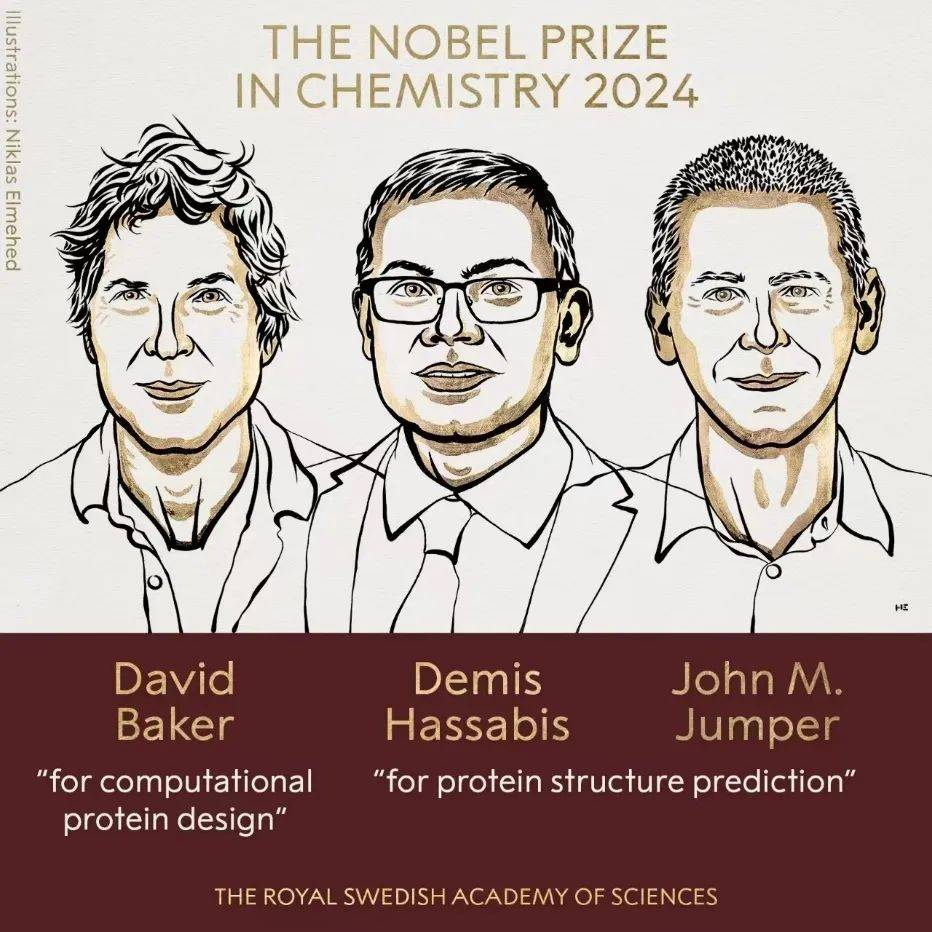 Illustrations: Niklas Elmehed
THE NOBEL PRIZE
IN CHEMISTRY 2024
HE
David
Baker
“for computational
protein design”
Demis
Hassabis
John M.
Jumper
“for protein structure prediction”
THE ROYAL SWEDISH ACADEMY OF SCIENCES